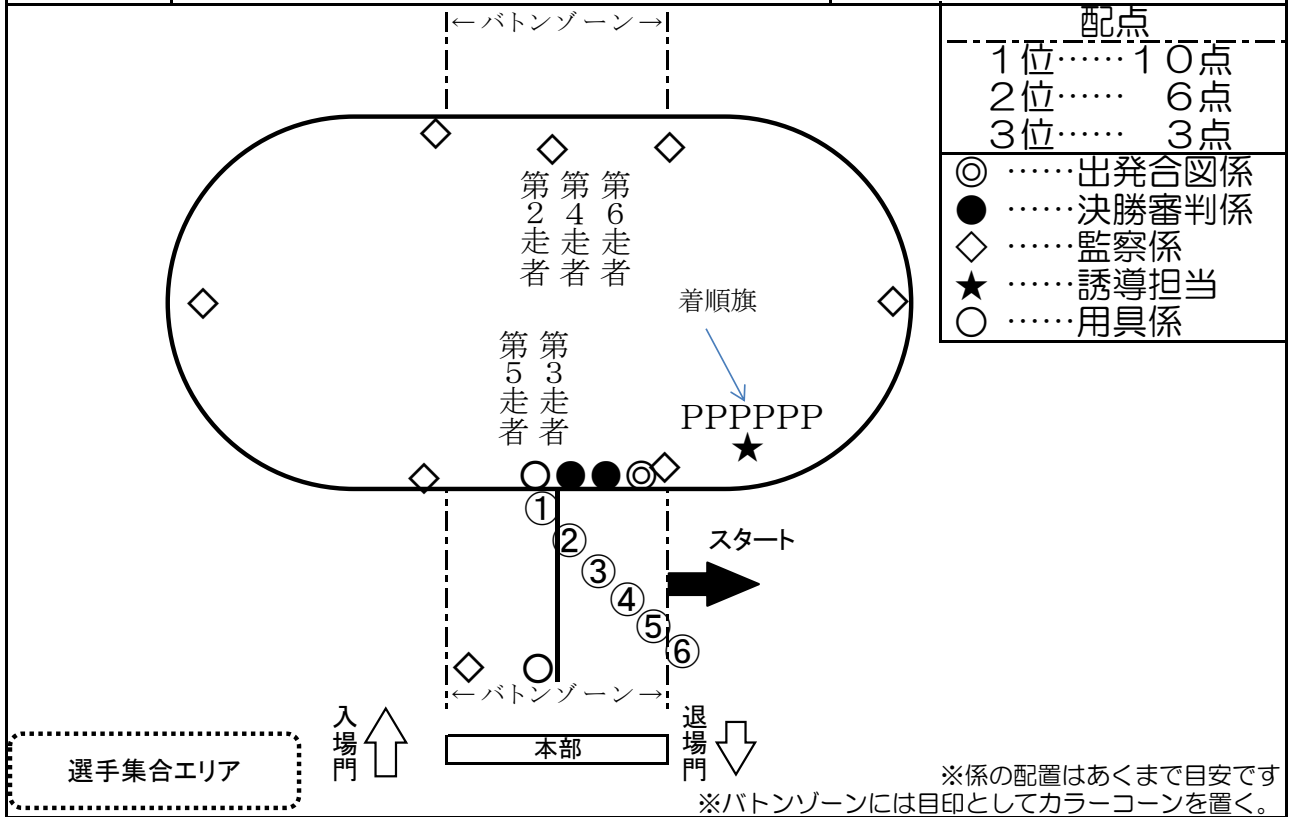 ←バトンゾーン→
配点
1位……10点
2位…… 6点
3位…… 3点
◎ ……出発合図係
● ……決勝審判係
◇ ……監察係
★ ……誘導担当
○ ……用具係
第2走者
第4走者
第6走者
着順旗
第5走者
第3走者
PPPPPP
①
②
③
④
⑤
⑥
スタート
←バトンゾーン→
入場門
本部
退場門
選手集合エリア
※係の配置はあくまで目安です
※バトンゾーンには目印としてカラーコーンを置く。